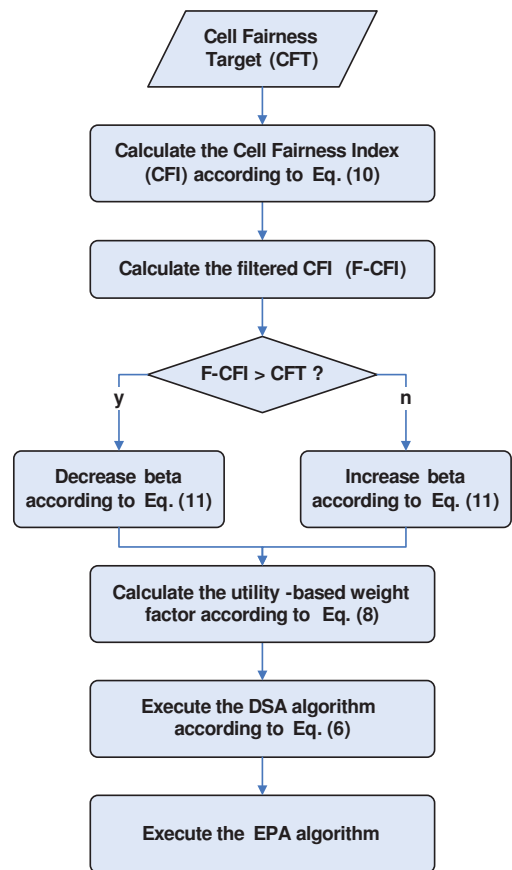 Cell Fairness
Target (CFT)
Calculate the Cell Fairness Index
(CFI) according to Eq. (10)
Calculate the filtered CFI (F-CFI)
F-CFI > CFT ?
y
n
Decrease beta
according to Eq. (11)
Increase beta
according to Eq. (11)
Calculate the utility -based weight
factor according to Eq. (8)
Execute the DSA algorithm
according to Eq. (6)
Execute the EPA algorithm